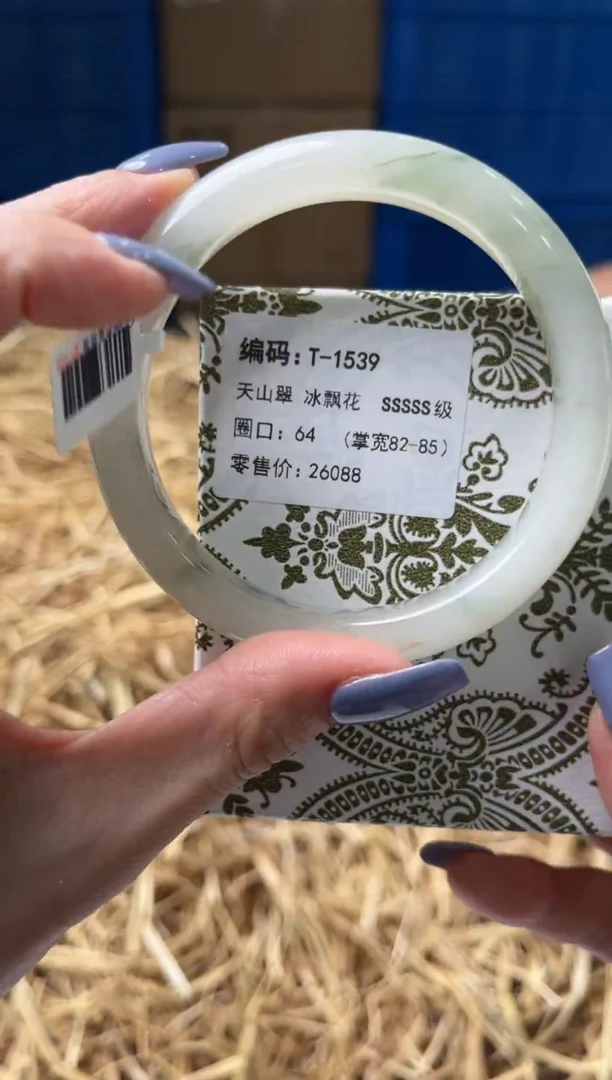 编码：T-1539
天山翠 冰飘花 SSSSS级
圈口：64 （掌宽82-85）
零售价：26088